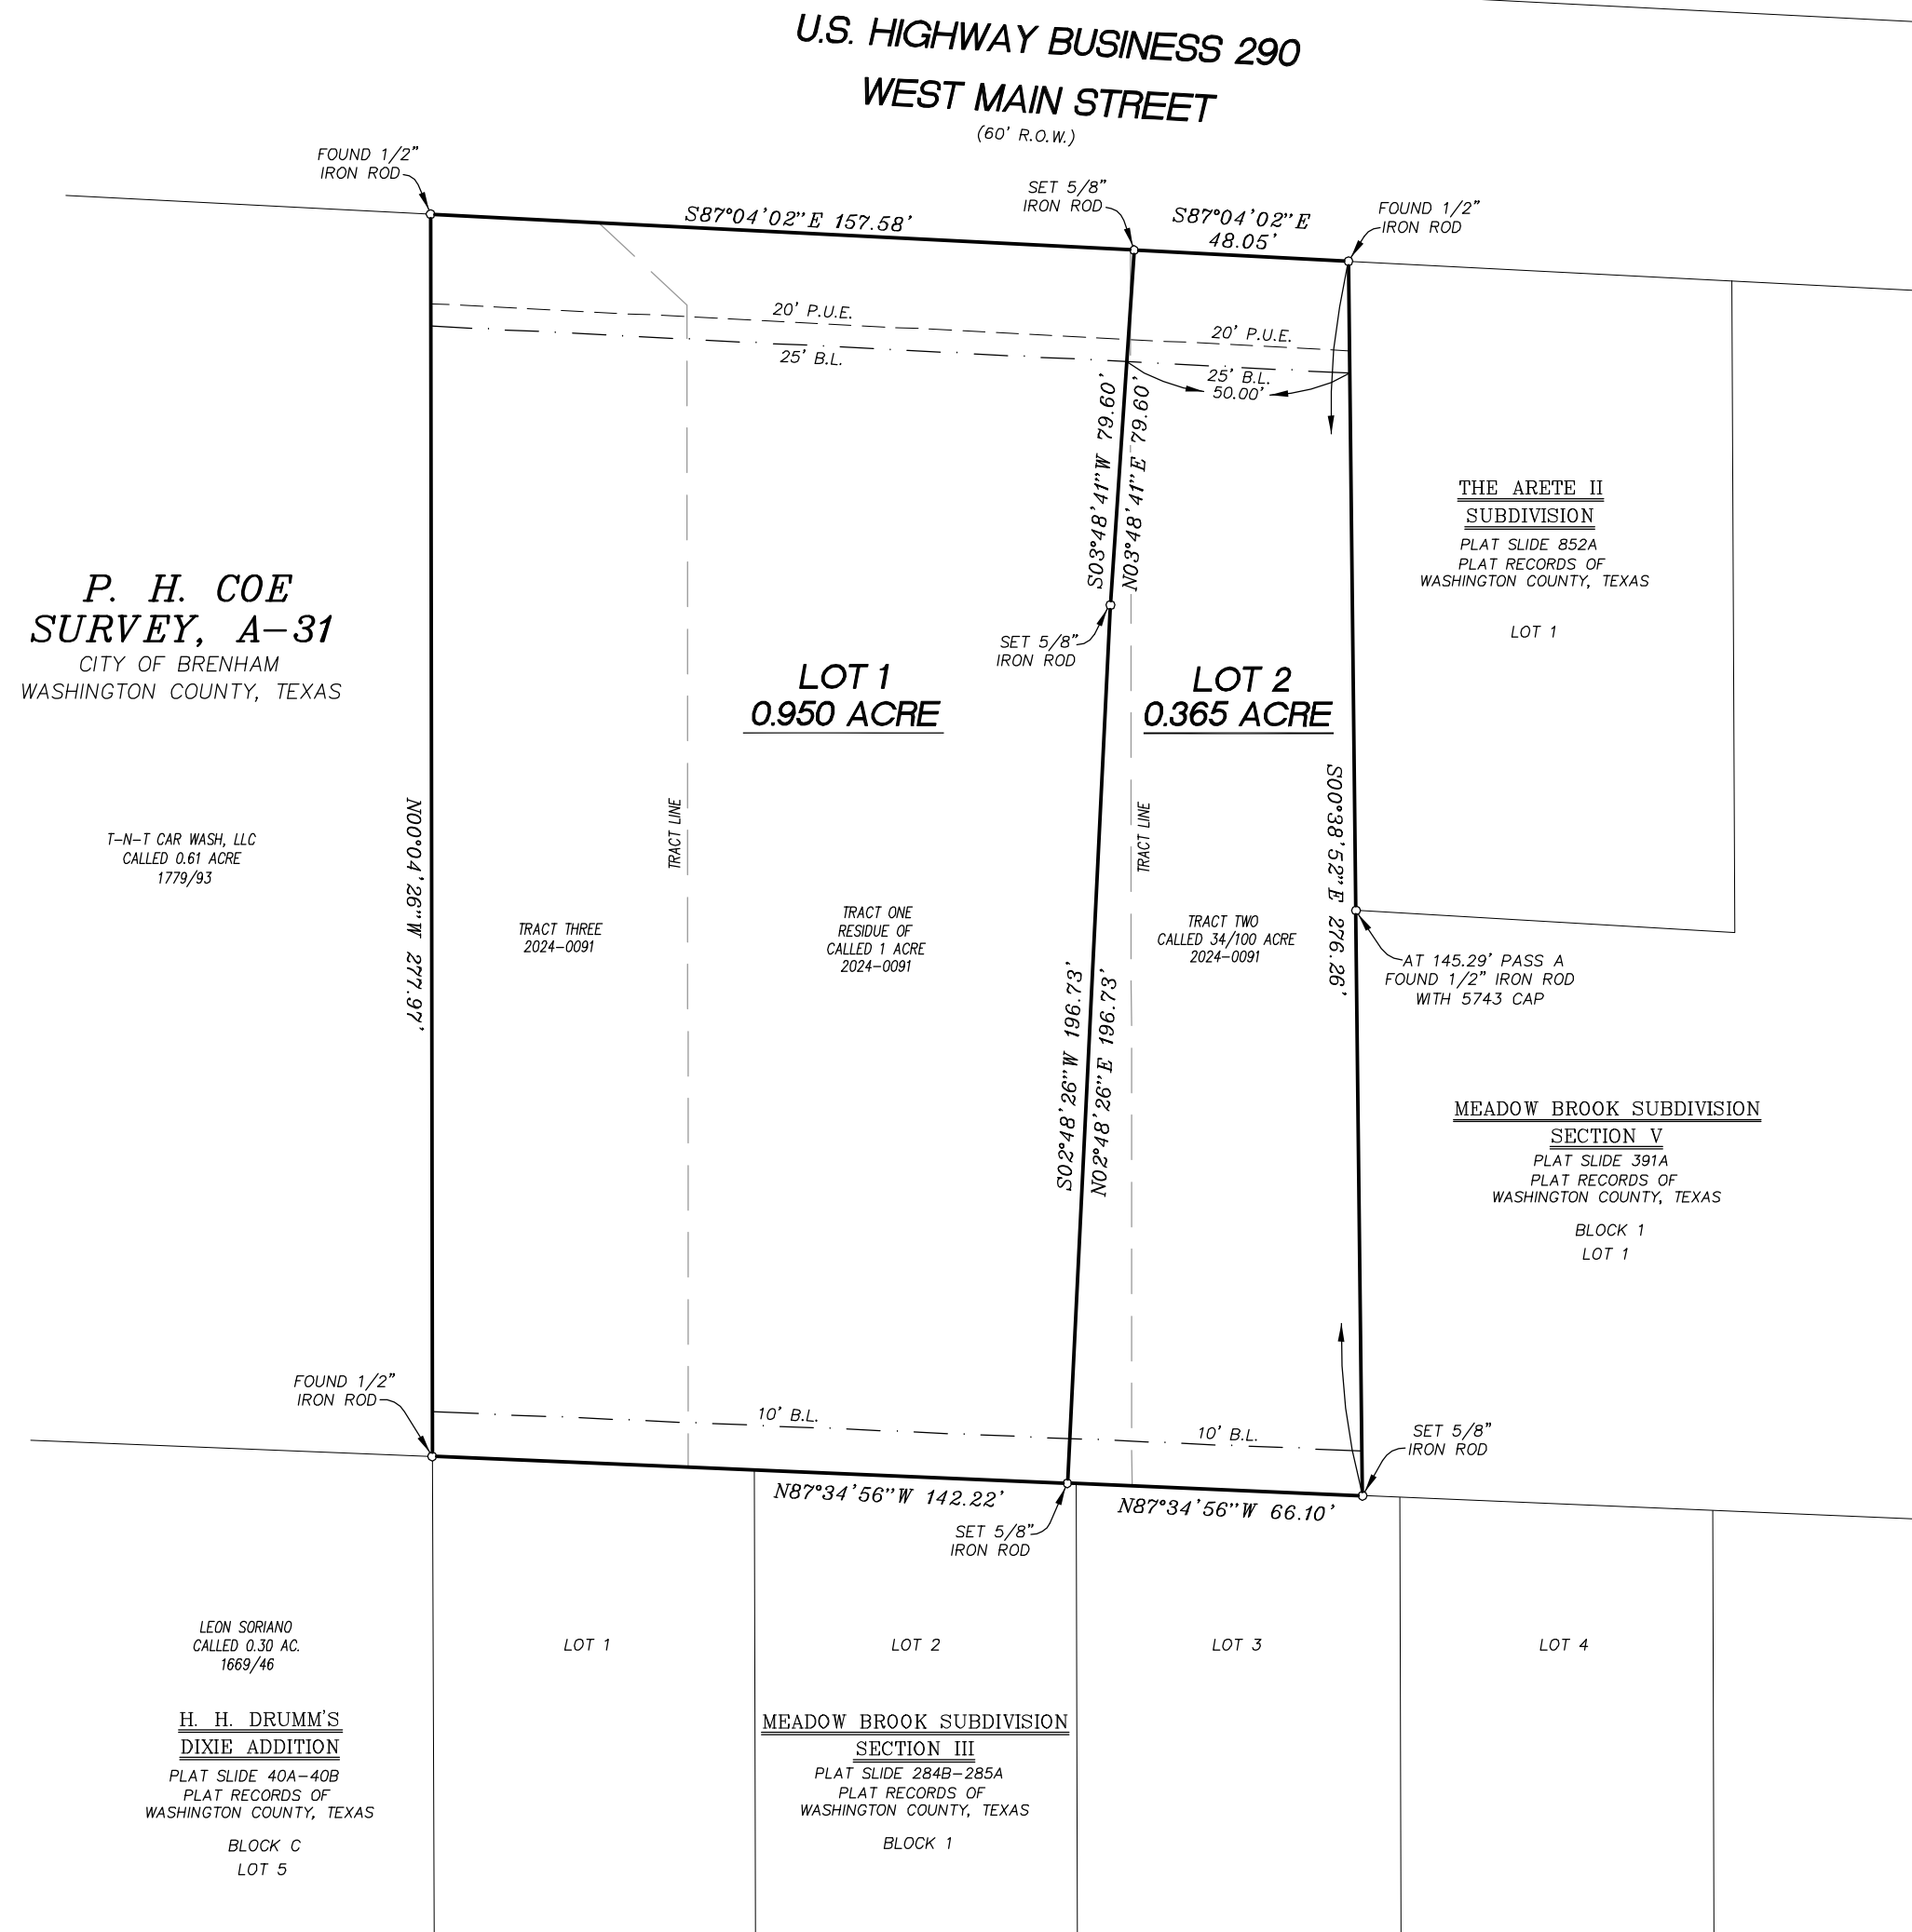 U.S. HIGHWAY BUSINESS 290
WEST MAIN STREET
(60' R.O.W.)
FOUND 1/2"
IRON ROD
S87°04'02"E 157.58'
SET 5/8"
IRON ROD
S87°04'02"E
48.05'
FOUND 1/2"
IRON ROD
20' P.U.E.
25' B.L.
20' P.U.E.
25' B.L.
50.00'
S03°48'41"W 79.60'
N03°48'41"E 79.60'
SET 5/8"
IRON ROD
THE ARETE II
SUBDIVISION
PLAT SLIDE 852A
PLAT RECORDS OF
WASHINGTON COUNTY, TEXAS
LOT 1
P. H. COE
SURVEY, A-31
CITY OF BRENHAM
WASHINGTON COUNTY, TEXAS
LOT 1
0.950 ACRE
LOT 2
0.365 ACRE
T-N-T CAR WASH, LLC
CALLED 0.61 ACRE
1779/93
N00°04'26"W 277.97'
TRACT LINE
TRACT LINE
S00°38'52"E 276.26'
TRACT THREE
2024-0091
TRACT ONE
RESIDUE OF
CALLED 1 ACRE
2024-0091
TRACT TWO
CALLED 34/100 ACRE
2024-0091
AT 145.29' PASS A
FOUND 1/2" IRON ROD
WITH 5743 CAP
S02°48'26"W 196.73'
N02°48'26"E 196.73'
MEADOW BROOK SUBDIVISION
SECTION V
PLAT SLIDE 391A
PLAT RECORDS OF
WASHINGTON COUNTY, TEXAS
BLOCK 1
LOT 1
FOUND 1/2"
IRON ROD
10' B.L.
10' B.L.
SET 5/8"
IRON ROD
N87°34'56"W 142.22'
N87°34'56"W 66.10'
SET 5/8"
IRON ROD
LEON SORIANO
CALLED 0.30 AC.
1669/46
LOT 1
LOT 2
LOT 3
LOT 4
H. H. DRUMM'S
DIXIE ADDITION
PLAT SLIDE 40A-40B
PLAT RECORDS OF
WASHINGTON COUNTY, TEXAS
BLOCK C
LOT 5
MEADOW BROOK SUBDIVISION
SECTION III
PLAT SLIDE 284B-285A
PLAT RECORDS OF
WASHINGTON COUNTY, TEXAS
BLOCK 1